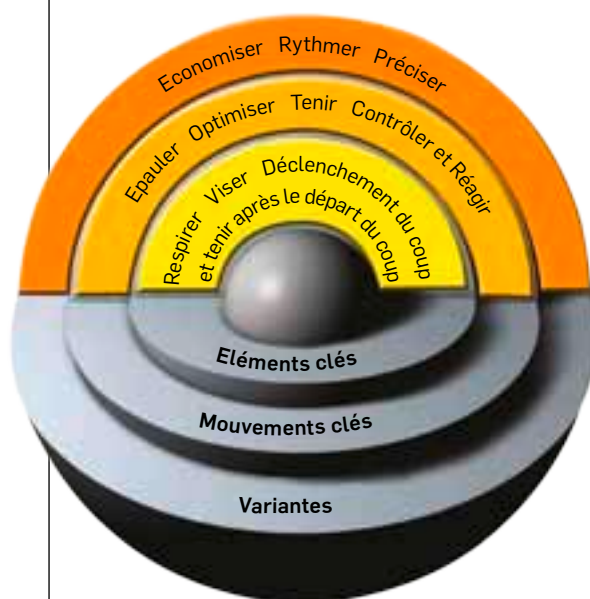 Economiser Rythmer Préciser
Epauler Optimiser Tenir Contrôler et Réagir
Respirer Viser Déclenchement du coup
et tenir après le départ du coup
Eléments clés
Mouvements clés
Variantes